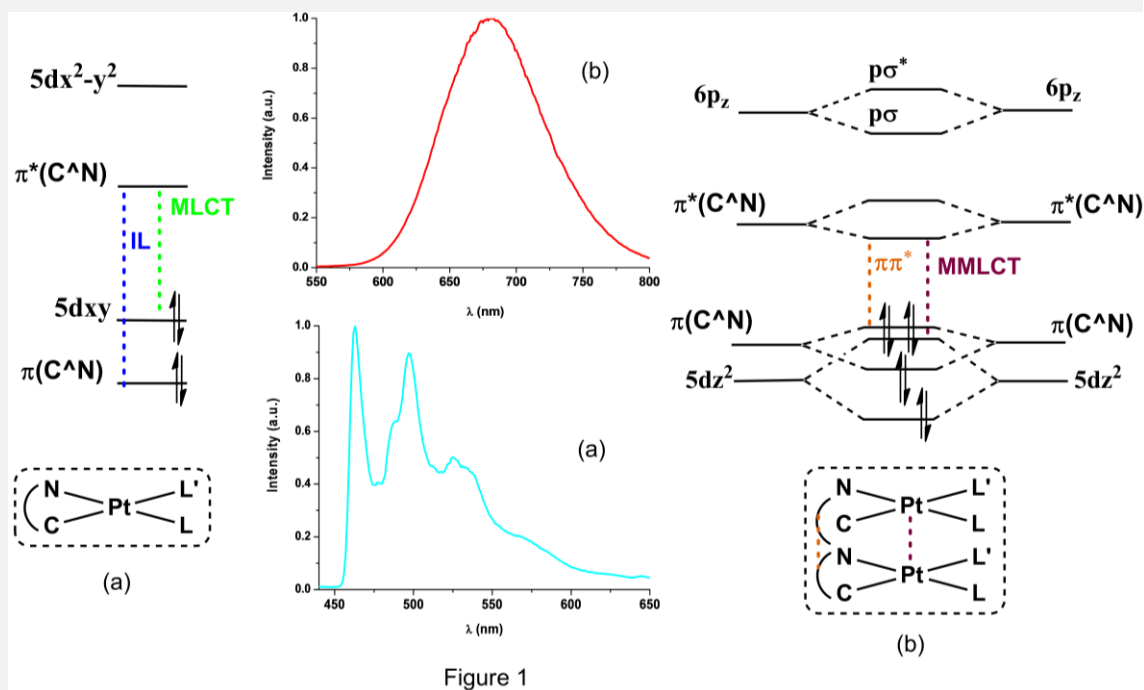 5dx²-y²
π*(C^N)
MLCT
IL
5dxy
π(C^N)
N
C
Pt
L'
L
(a)
(b)
Intensity (a.u.)
1.0
0.8
0.6
0.4
0.2
0.0
550 600 650 700 750 800
λ (nm)
(a)
Intensity (a.u.)
1.0
0.8
0.6
0.4
0.2
0.0
450 500 550 600 650
λ (nm)
Figure 1
pσ*
6p_z 6p_z
pσ
π*(C^N) π*(C^N)
ππ* MMLCT
π(C^N) π(C^N)
5dz² 5dz²
N Pt L'
C L
N Pt L'
C L
(b)